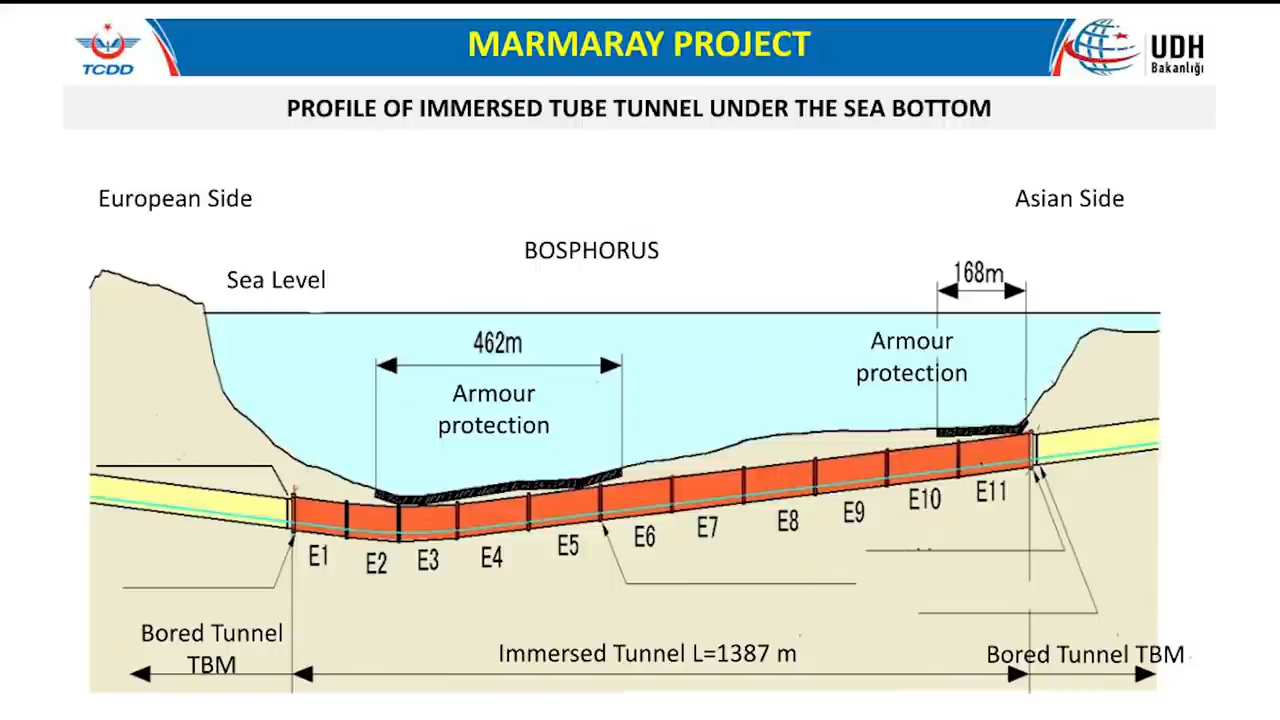 MARMARAY PROJECT
TCDD
UDH
Bakanlığı
PROFILE OF IMMERSED TUBE TUNNEL UNDER THE SEA BOTTOM
European Side
Asian Side
BOSPHORUS
Sea Level
168m
462m
Armour
protection
Armour
protection
E1
E2
E3
E4
E5
E6
E7
E8
E9
E10
E11
Bored Tunnel
TBM
Immersed Tunnel L=1387 m
Bored Tunnel TBM